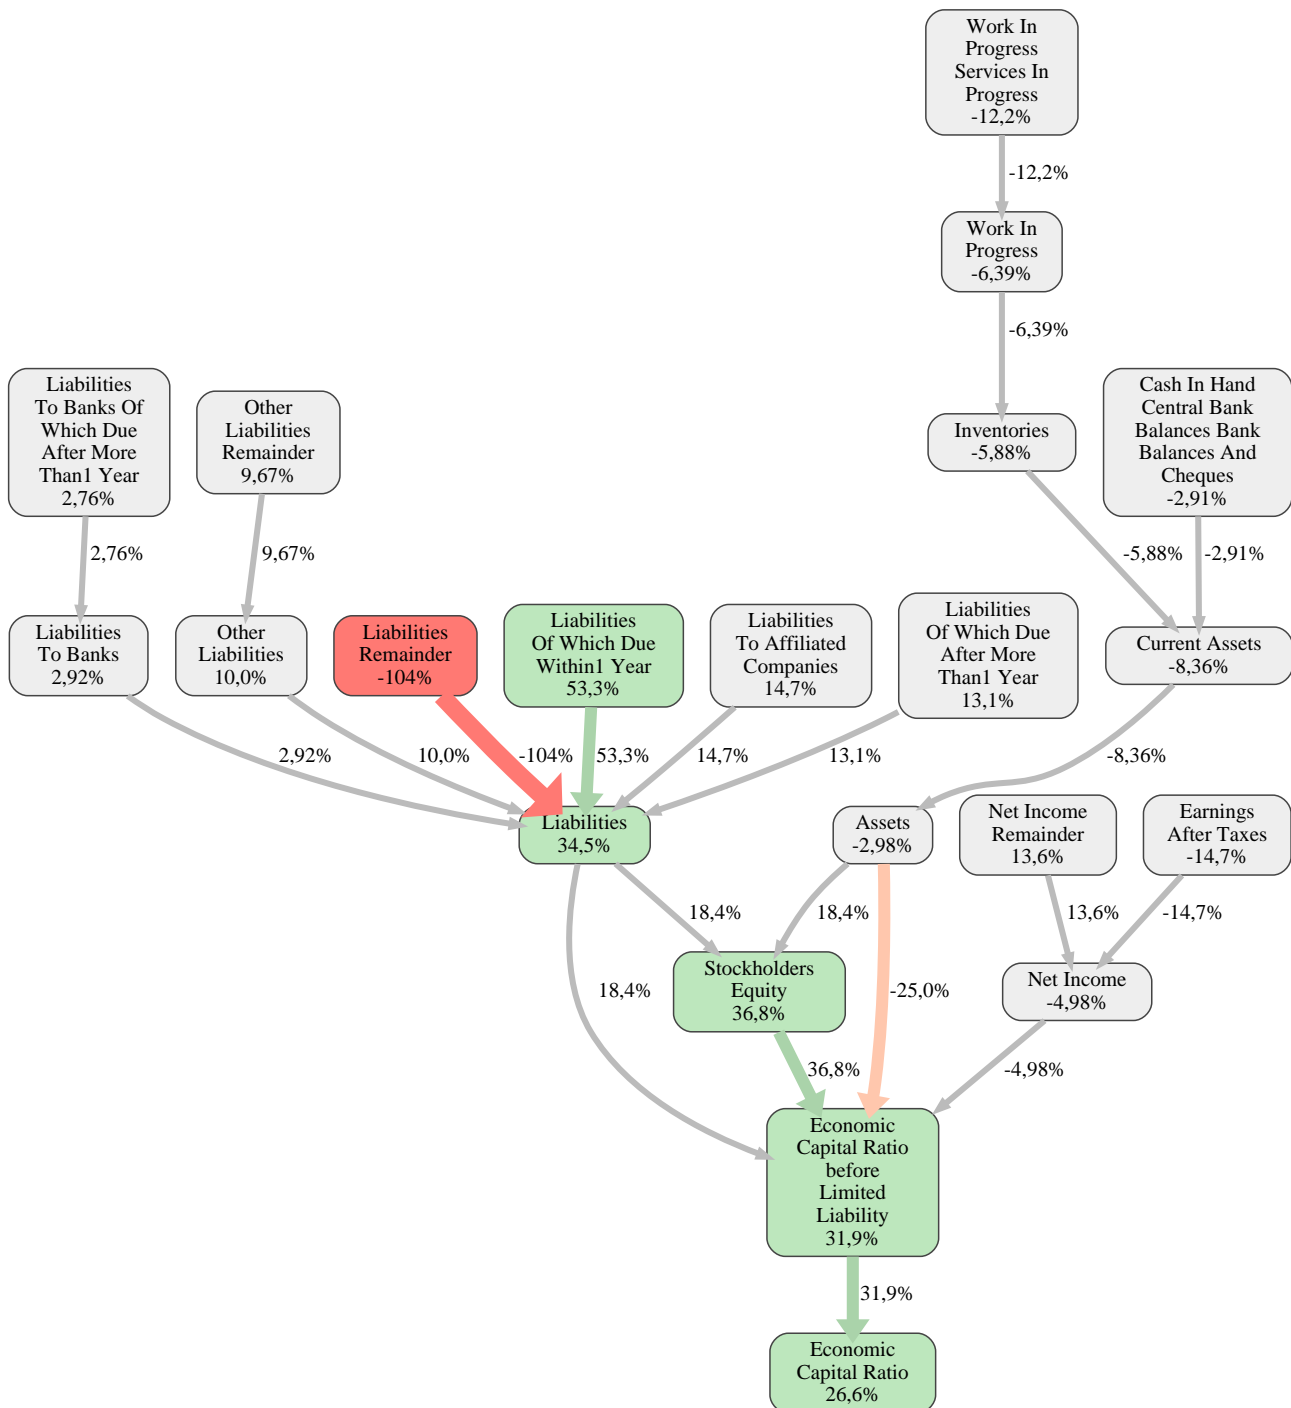 Work In
Progress
Services In
Progress
-12,2%
-12,2%
Work In
Progress
-6,39%
-6,39%
Liabilities
To Banks Of
Which Due
After More
Than1 Year
2,76%
Other
Liabilities
Remainder
9,67%
Inventories
-5,88%
Cash In Hand
Central Bank
Balances Bank
Balances And
Cheques
-2,91%
2,76%
9,67%
-5,88%
-2,91%
Liabilities
To Banks
2,92%
Other
Liabilities
10,0%
Liabilities
Remainder
-104%
Liabilities
Of Which Due
Within1 Year
53,3%
Liabilities
To Affiliated
Companies
14,7%
Liabilities
Of Which Due
After More
Than1 Year
13,1%
Current Assets
-8,36%
2,92%
10,0%
-104%
53,3%
14,7%
13,1%
-8,36%
Liabilities
34,5%
Assets
-2,98%
Net Income
Remainder
13,6%
Earnings
After Taxes
-14,7%
18,4%
18,4%
13,6%
-14,7%
Stockholders
Equity
36,8%
18,4%
-25,0%
Net Income
-4,98%
36,8%
-4,98%
Economic
Capital Ratio
before
Limited
Liability
31,9%
31,9%
Economic
Capital Ratio
26,6%